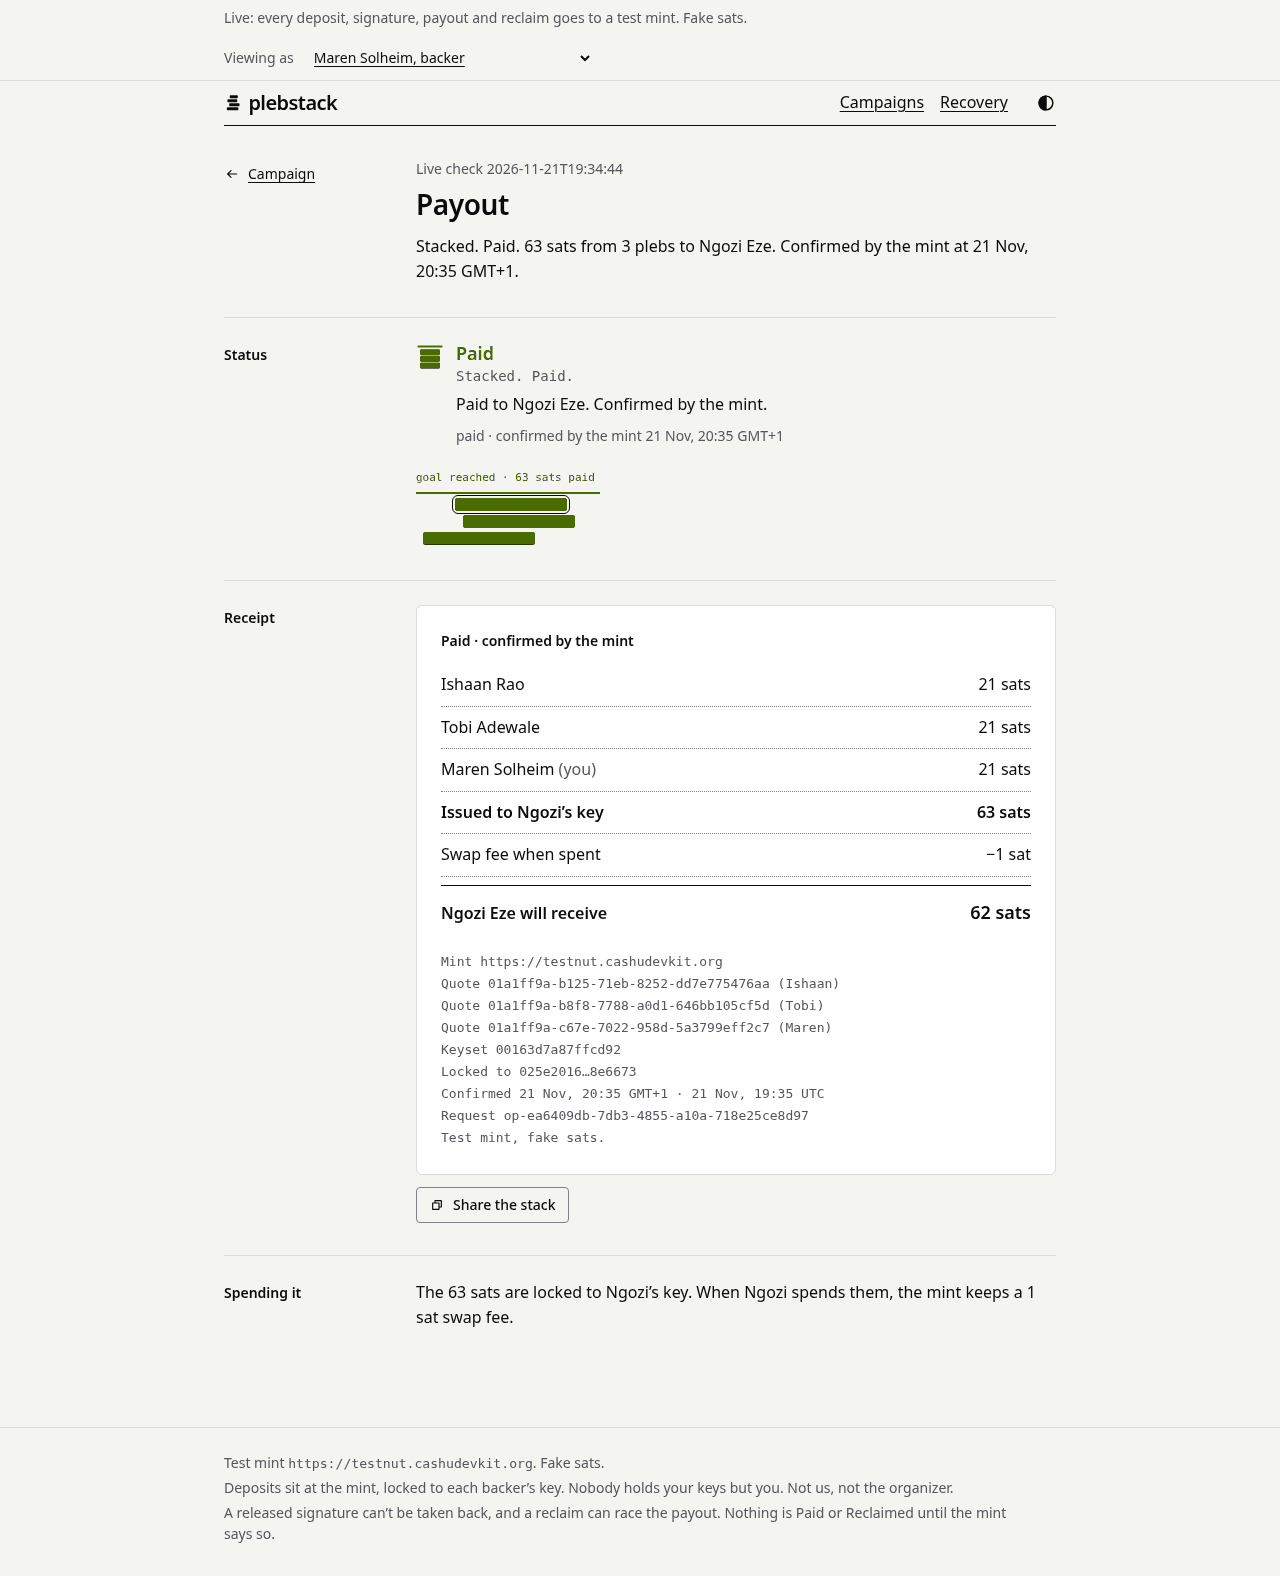 Live: every deposit, signature, payout and reclaim goes to a test mint. Fake sats.
Viewing as Maren Solheim, backer
plebstack
Campaigns Recovery
← Campaign
Live check 2026-11-21T19:34:44
Payout
Stacked. Paid. 63 sats from 3 plebs to Ngozi Eze. Confirmed by the mint at 21 Nov,
20:35 GMT+1.
Status
Paid
Stacked. Paid.
Paid to Ngozi Eze. Confirmed by the mint.
paid · confirmed by the mint 21 Nov, 20:35 GMT+1
goal reached · 63 sats paid
Receipt
Paid · confirmed by the mint
Ishaan Rao 21 sats
Tobi Adewale 21 sats
Maren Solheim (you) 21 sats
Issued to Ngozi’s key 63 sats
Swap fee when spent −1 sat
Ngozi Eze will receive 62 sats
Mint https://testnut.cashudevkit.org
Quote 01a1ff9a-b125-71eb-8252-dd7e775476aa (Ishaan)
Quote 01a1ff9a-b8f8-7788-a0d1-646bb105cf5d (Tobi)
Quote 01a1ff9a-c67e-7022-958d-5a3799eff2c7 (Maren)
Keyset 00163d7a87ffcd92
Locked to 025e2016…8e6673
Confirmed 21 Nov, 20:35 GMT+1 · 21 Nov, 19:35 UTC
Request op-ea6409db-7db3-4855-a10a-718e25ce8d97
Test mint, fake sats.
Share the stack
Spending it
The 63 sats are locked to Ngozi’s key. When Ngozi spends them, the mint keeps a 1
sat swap fee.
Test mint https://testnut.cashudevkit.org. Fake sats.
Deposits sit at the mint, locked to each backer’s key. Nobody holds your keys but you. Not us, not the organizer.
A released signature can’t be taken back, and a reclaim can race the payout. Nothing is Paid or Reclaimed until the mint
says so.